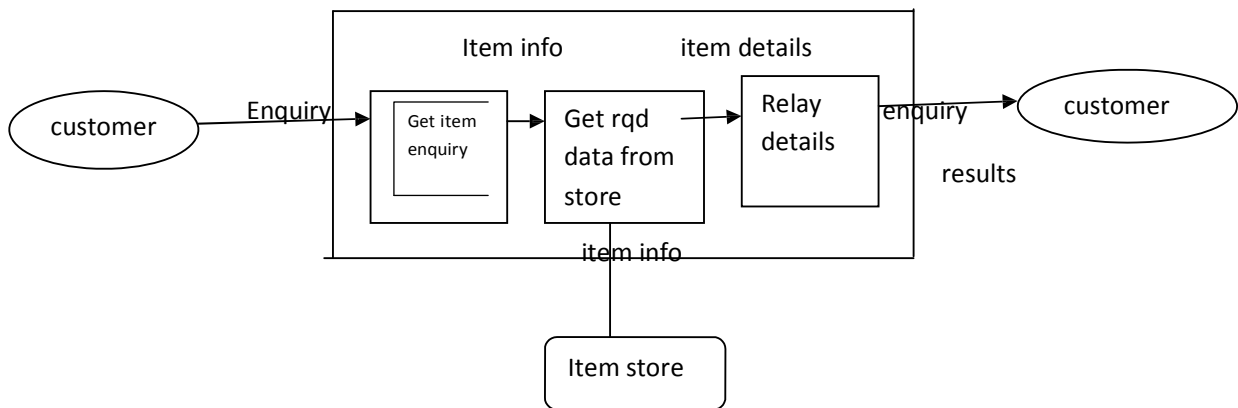 Item info
item details
customer
Enquiry
Get item
enquiry
Get rqd
data from
store
Relay
details
enquiry
results
customer
item info
Item store